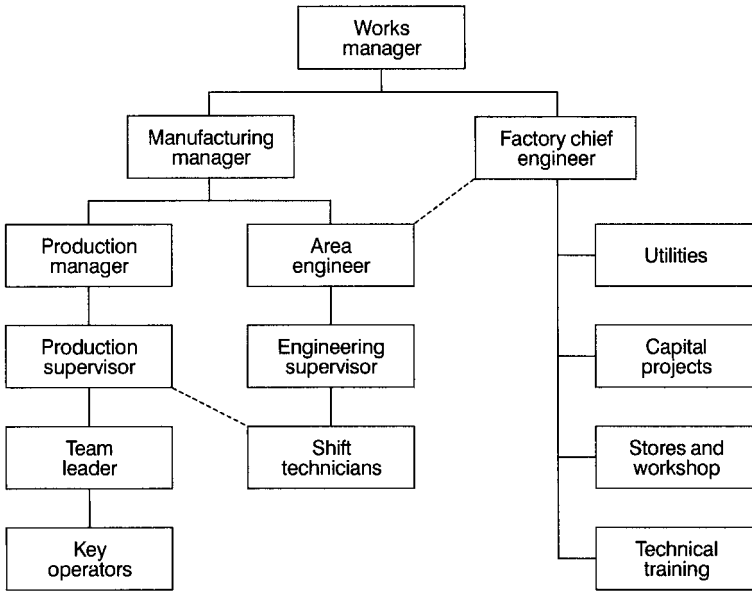 Works
manager
Manufacturing
manager
Factory chief
engineer
Production
manager
Area
engineer
Utilities
Production
supervisor
Engineering
supervisor
Capital
projects
Team
leader
Shift
technicians
Stores and
workshop
Key
operators
Technical
training